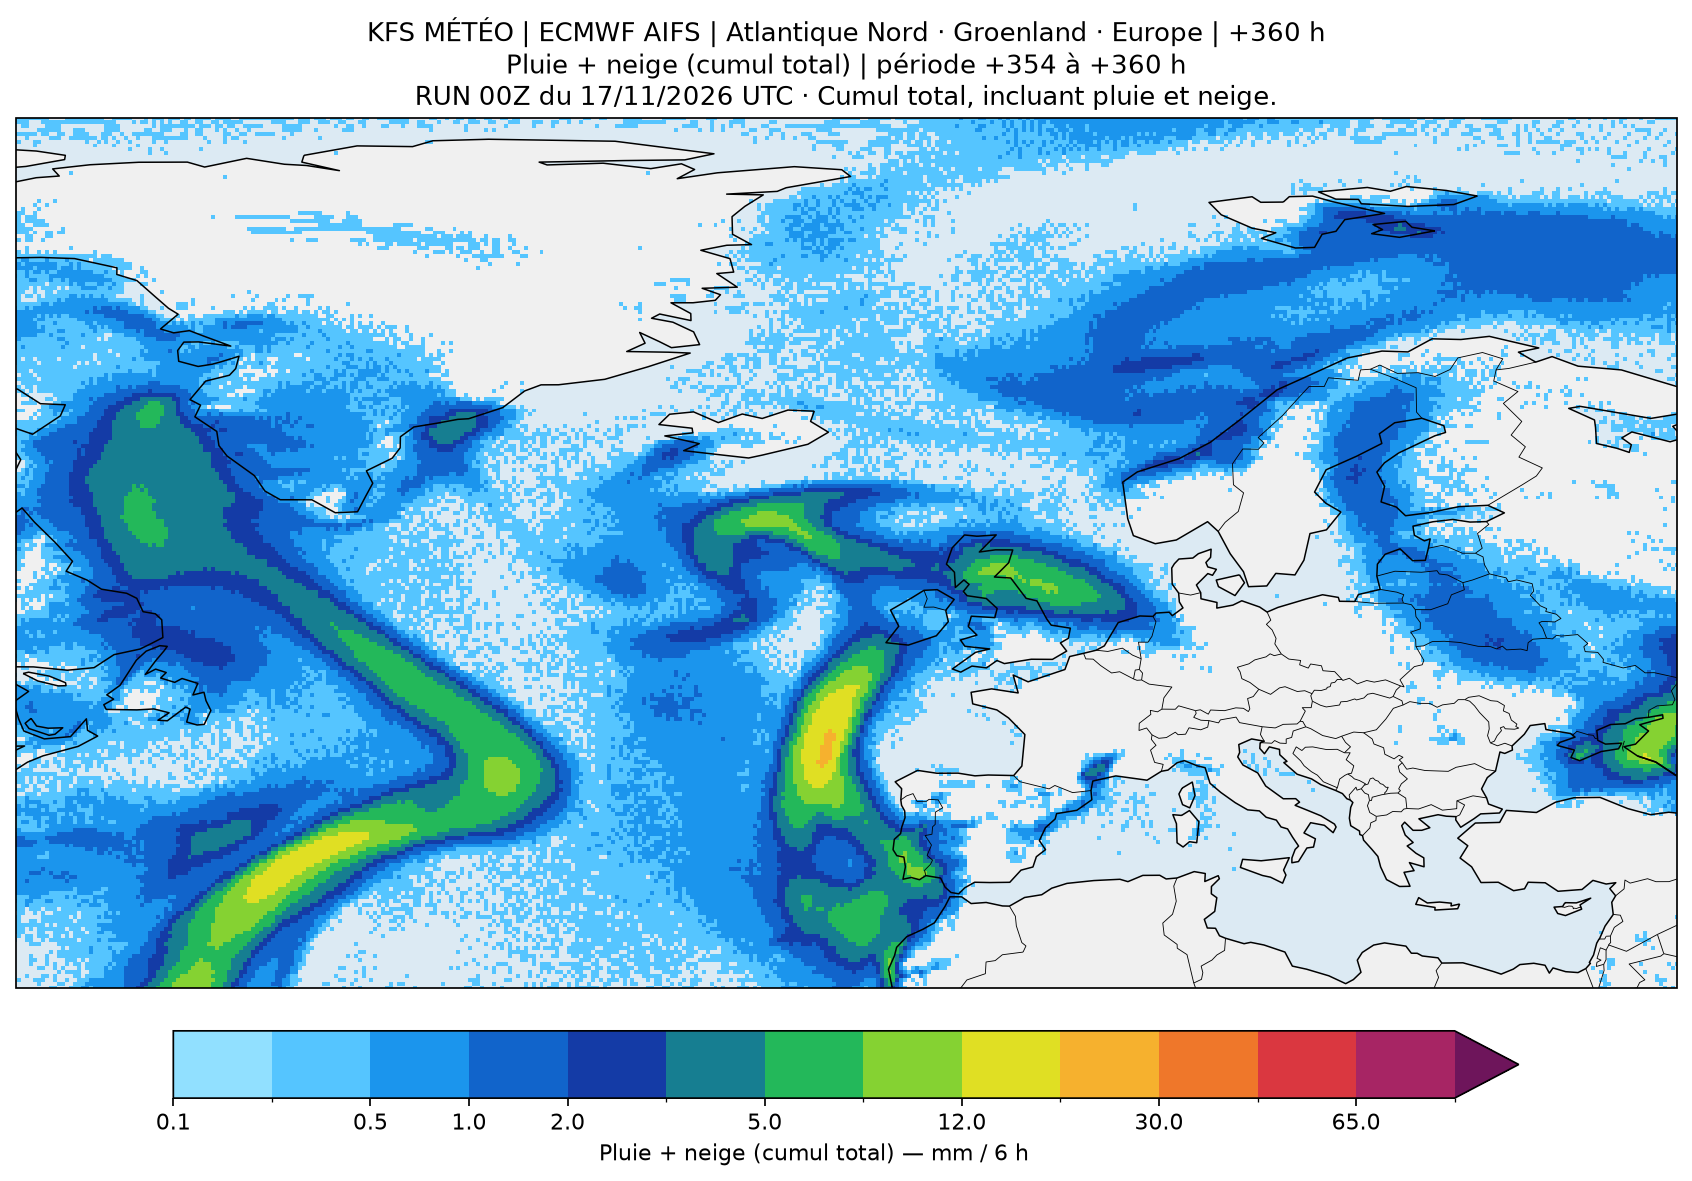 KFS MÉTÉO | ECMWF AIFS | Atlantique Nord · Groenland · Europe | +360 h
Pluie + neige (cumul total) | période +354 à +360 h
RUN 00Z du 17/11/2026 UTC · Cumul total, incluant pluie et neige.
0.1 0.5 1.0 2.0 5.0 12.0 30.0 65.0
Pluie + neige (cumul total) — mm / 6 h